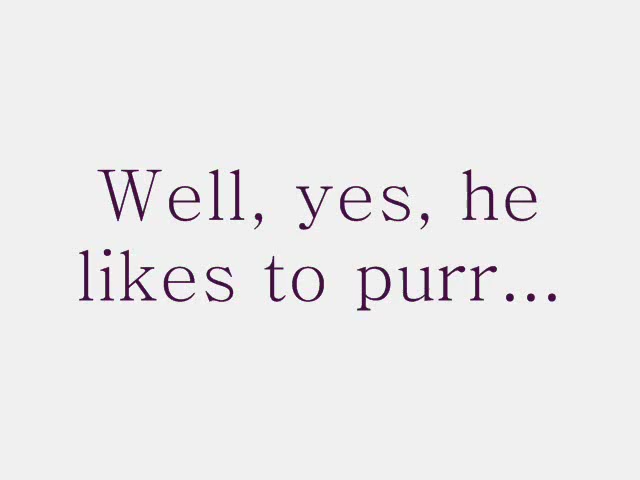 Well, yes, he
likes to purr...